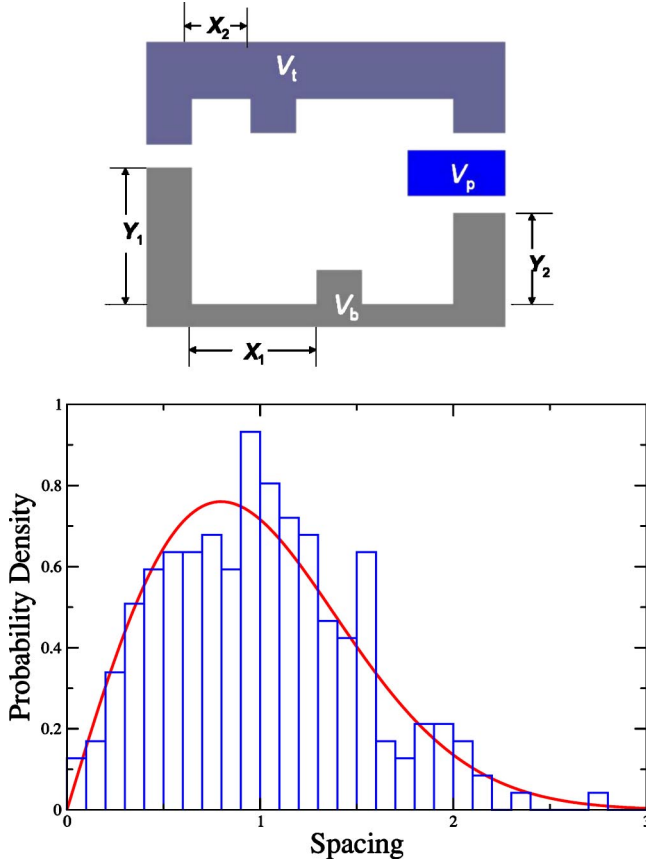 X2
Vt
Vp
Y1
Y2
Vb
X1
1
0.8
0.6
0.4
0.2
0
0 1 2 3
Probability Density
Spacing